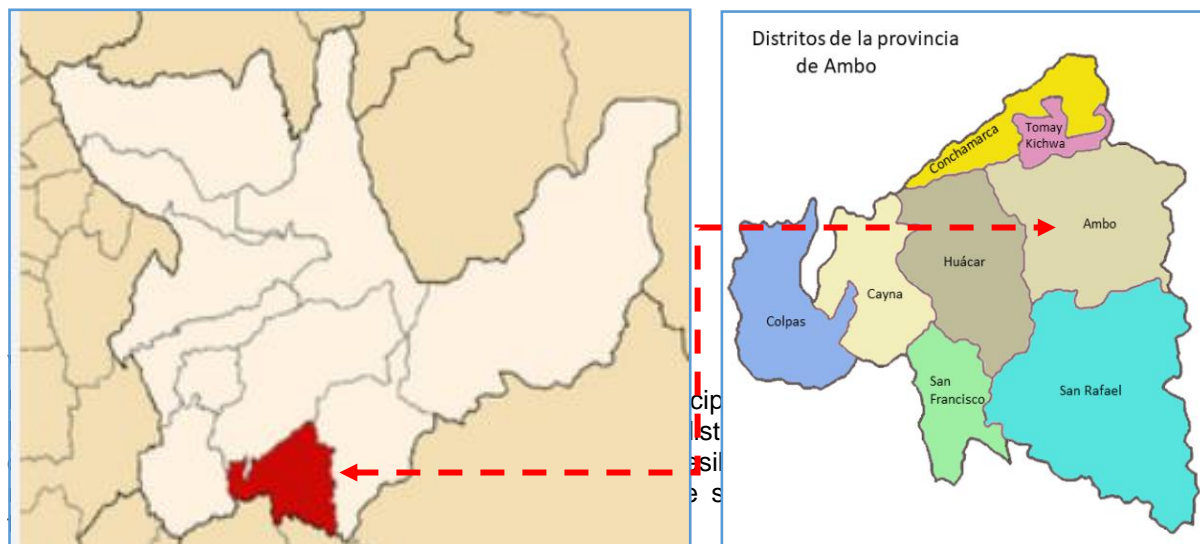 Distritos de la provincia
de Ambo
Conchamarca
Tomay
Kichwa
Ambo
Huácar
Cayna
Colpas
San
Francisco
San Rafael